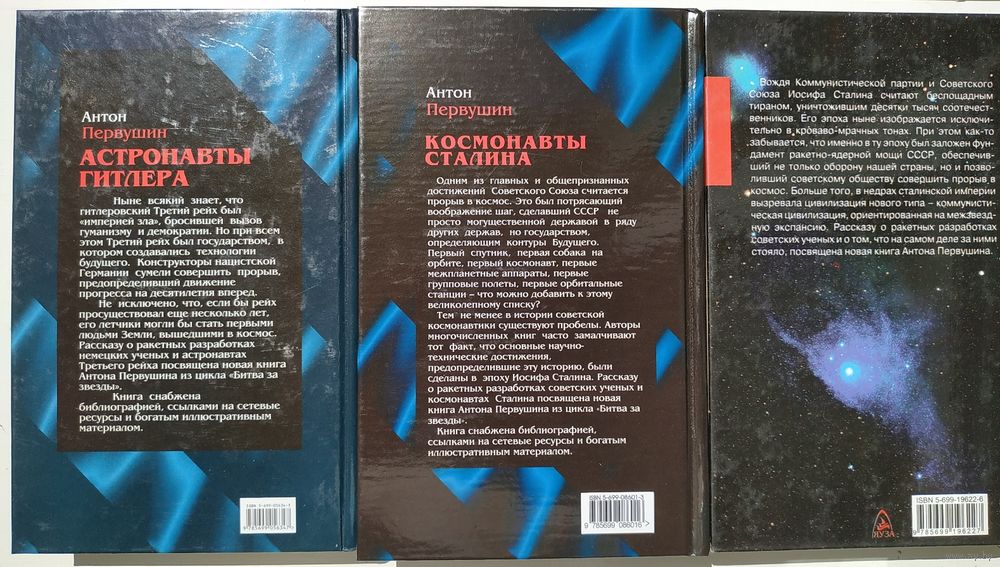 Антон
Первушин
АСТРОНАВТЫ
ГИТЛЕРА
Ныне всякий знает, что
гитлеровский Третий рейх был
«империей зла», бросившей вызов
гуманизму и демократии. Но при всем
этом Третий рейх был государством, в
котором создавались технологии
будущего. Конструкторы нацистской
Германии сумели совершить прорыв,
предопределивший движение
прогресса на десятилетия вперед.
Не исключено, что, если бы рейх
просуществовал еще несколько лет,
его летчики могли бы стать первыми
людьми Земли, вышедшими в космос.
Рассказу о ракетных разработках
немецких ученых и астронавтах
Третьего рейха посвящена новая книга
Антона Первушина из цикла «Битва за
звезды».
Книга снабжена
библиографией, ссылками на сетевые
ресурсы и богатым иллюстративным
материалом.
ISBN 5-699-05634-1
9 785699 056347
Антон
Первушин
КОСМОНАВТЫ
СТАЛИНА
Одним из главных и общепризнанных
достижений Советского Союза считается
прорыв в космос. Это был потрясающий
воображение шаг, сделавший СССР не
просто могущественной державой в ряду
других держав, но государством,
определяющим контуры Будущего.
Первый спутник, первая собака на
орбите, первый космонавт, первые
межпланетные аппараты, первые
групповые полеты, первые орбитальные
станции – что можно добавить к этому
великолепному списку?
Тем не менее в истории советской
космонавтики существуют пробелы. Авторы
многочисленных книг часто замалчивают
тот факт, что основные научно-
технические достижения,
предопределившие эту историю, были
сделаны в эпоху Иосифа Сталина. Рассказу
о ракетных разработках советских ученых и
космонавтах Сталина посвящена новая
книга Антона Первушина из цикла «Битва за
звезды».
Книга снабжена библиографией,
ссылками на сетевые ресурсы и богатым
иллюстративным материалом.
ISBN 5-699-08601-3
9 785699 086016
Вождя Коммунистической партии и Советского
Союза Иосифа Сталина считают беспощадным
тираном, уничтожившим десятки тысяч соотечест-
венников. Его эпоха ныне изображается исключи-
тельно в кроваво-мрачных тонах. При этом как-то
забывается, что именно в ту эпоху был заложен фун-
дамент ракетно-ядерной мощи СССР, обеспечив-
ший не только оборону нашей страны, но и позво-
ливший советскому обществу совершить прорыв в
космос. Больше того, в недрах сталинской империи
вызревала цивилизация нового типа – коммунисти-
ческая цивилизация, ориентированная на межзвезд-
ную экспансию. Рассказу о ракетных разработках
советских ученых и о том, что на самом деле за ними
стояло, посвящена новая книга Антона Первушина.
ЯУЗА
ISBN 5-699-19622-6
9 785699 196227